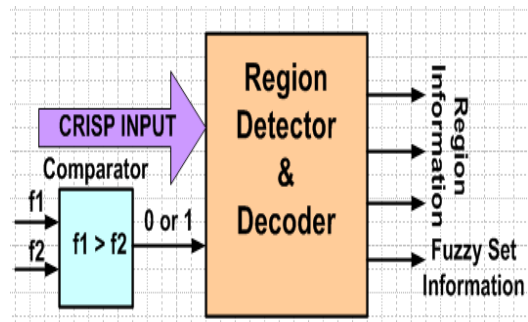 CRISP INPUT
Comparator
f1
f2
f1 > f2
0 or 1
Region
Detector
&
Decoder
Region
Information
Fuzzy Set
Information